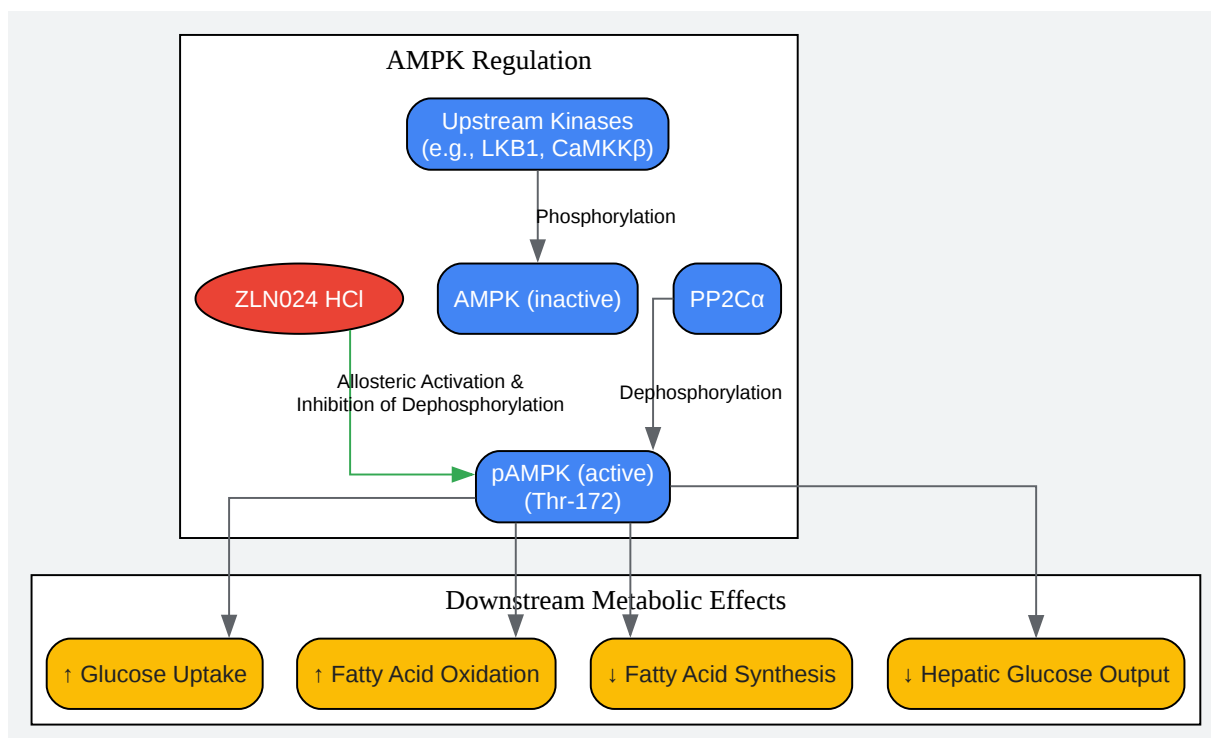 AMPK Regulation
Upstream Kinases
(e.g., LKB1, CaMKKβ)
Phosphorylation
ZLN024 HCl
AMPK (inactive)
PP2Cα
Allosteric Activation &
Inhibition of Dephosphorylation
Dephosphorylation
pAMPK (active)
(Thr-172)
Downstream Metabolic Effects
↑ Glucose Uptake
↑ Fatty Acid Oxidation
↓ Fatty Acid Synthesis
↓ Hepatic Glucose Output